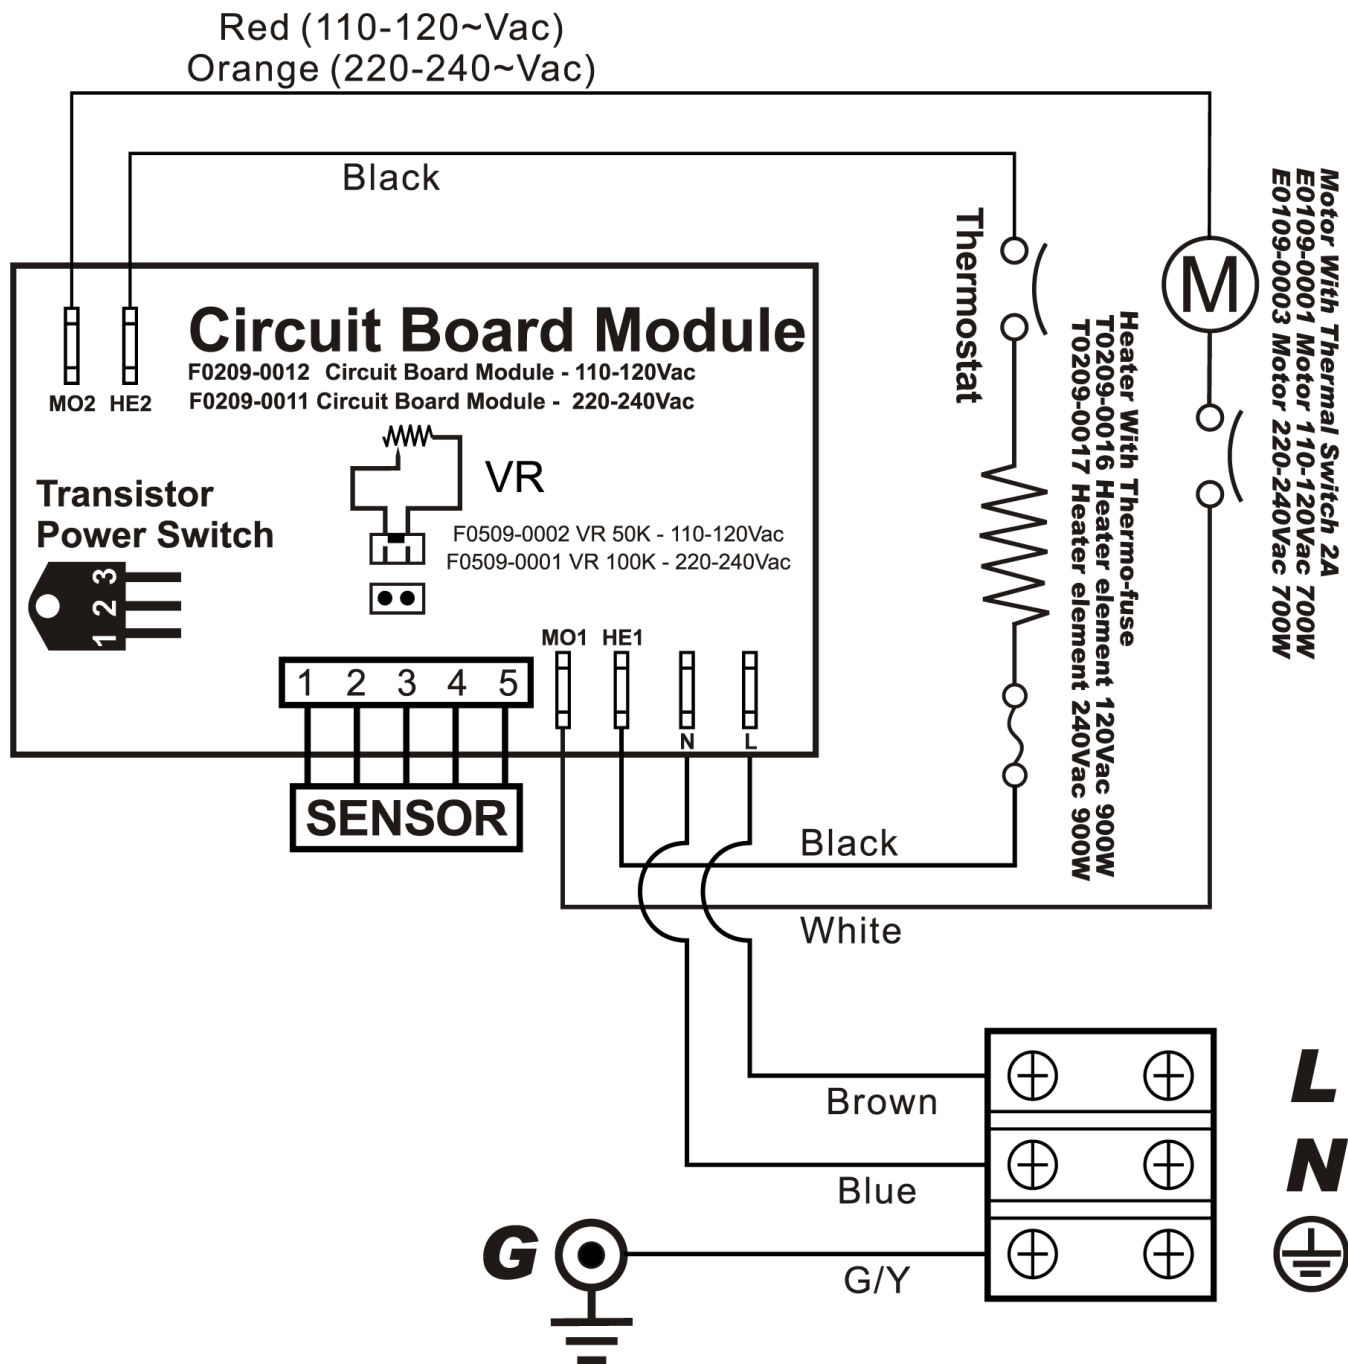 Red (110-120~Vac)
Orange (220-240~Vac)
Black
Circuit Board Module
F0209-0012 Circuit Board Module - 110-120Vac
F0209-0011 Circuit Board Module - 220-240Vac
MO2 HE2
VR
F0509-0002 VR 50K - 110-120Vac
F0509-0001 VR 100K - 220-240Vac
Transistor
Power Switch
1 2 3
MO1 HE1
N L
1 2 3 4 5
SENSOR
Thermostat
Heater With Thermo-fuse
T0209-0016 Heater element 120Vac 900W
T0209-0017 Heater element 240Vac 900W
M
Motor With Thermal Switch 2A
E0109-0001 Motor 110-120Vac 700W
E0109-0003 Motor 220-240Vac 700W
Black
White
Brown
L
Blue
N
G
G/Y